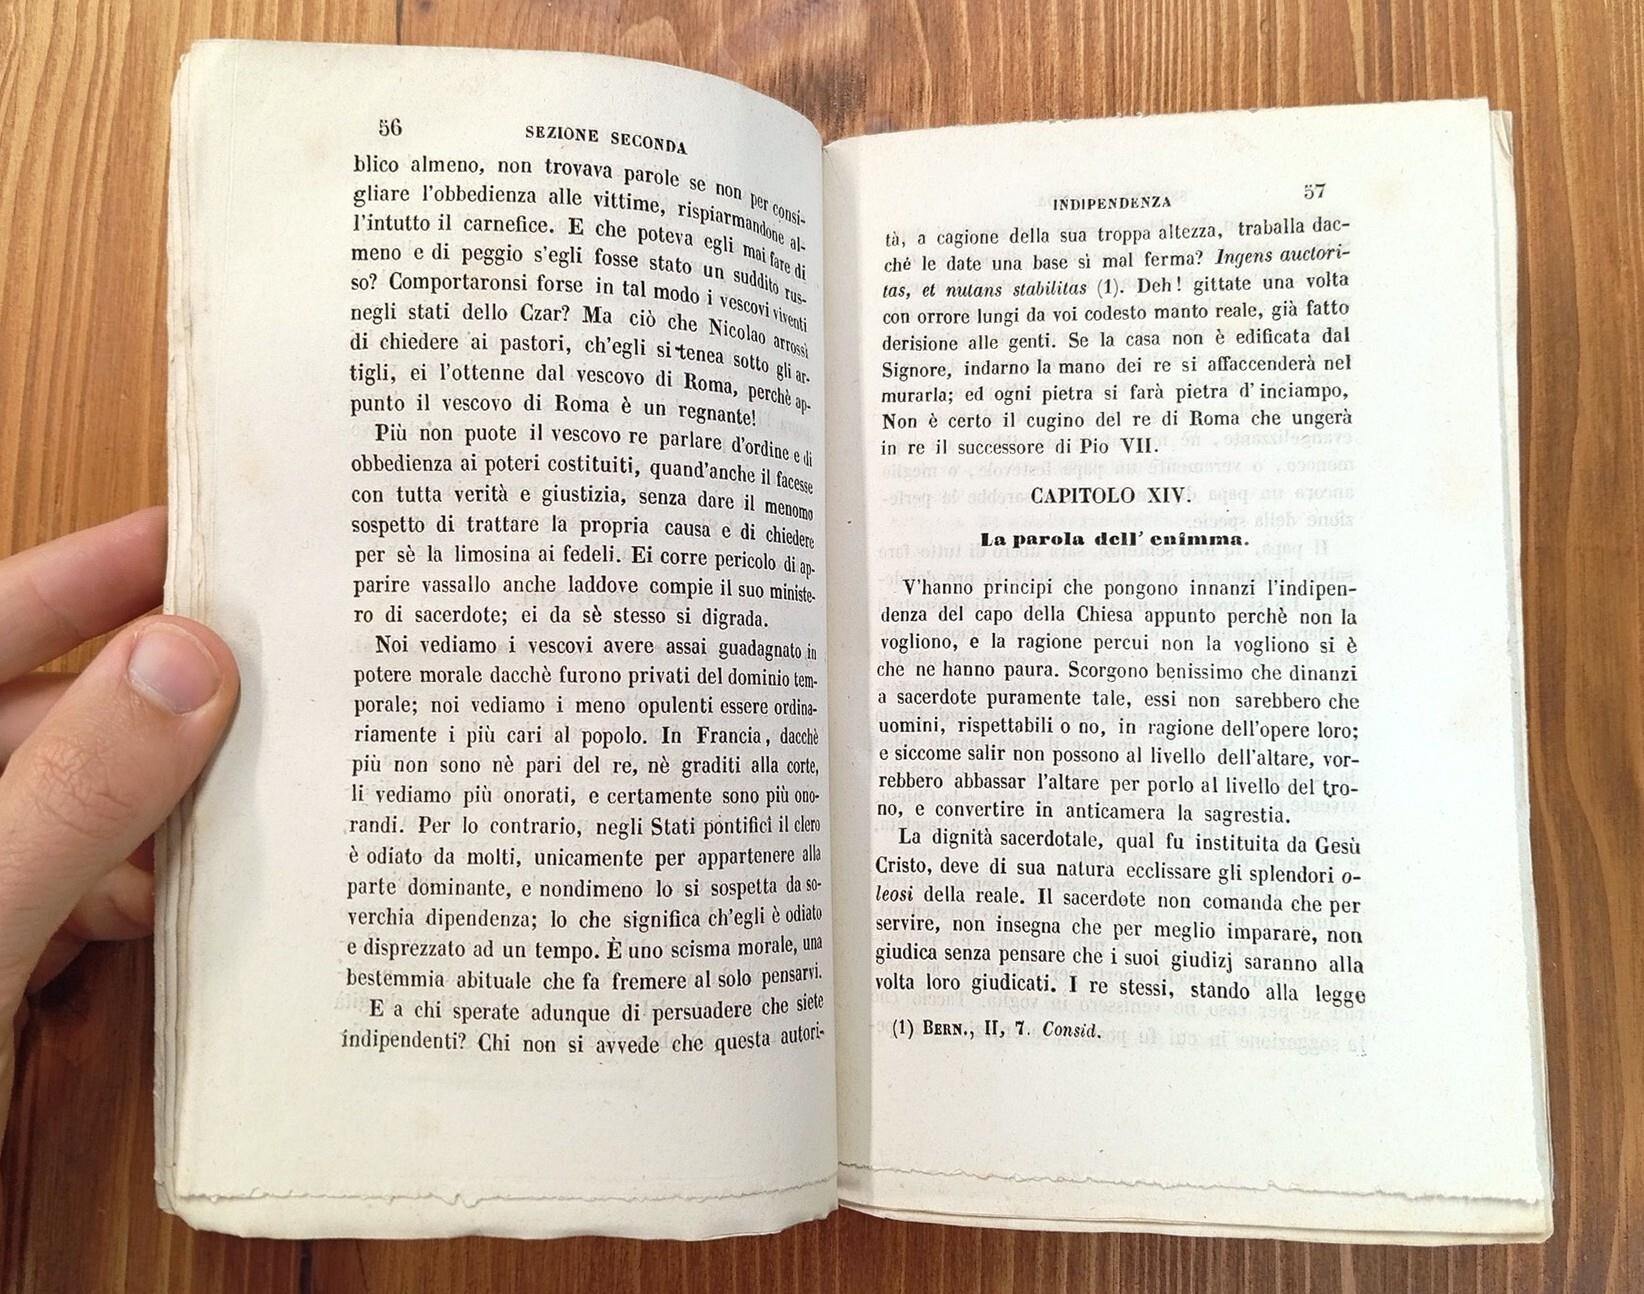 56
SEZIONE SECONDA
blico almeno, non trovava parole se non per consi-
gliare l'obbedienza alle vittime, rispiarmandone al-
l'intutto il carnefice. E che poteva egli mai fare di
meno e di peggio s'egli fosse stato un suddito rus-
so? Comportaronsi forse in tal modo i vescovi viventi
negli stati dello Czar? Ma ciò che Nicolao arrossì
di chiedere ai pastori, ch'egli si tenea sotto gli ar-
tigli, ei l'ottenne dal vescovo di Roma, perchè ap-
punto il vescovo di Roma è un regnante!
Più non puote il vescovo re parlare d'ordine e di
obbedienza ai poteri costituiti, quand'anche il facesse
con tutta verità e giustizia, senza dare il menomo
sospetto di trattare la propria causa e di chiedere
per sè la limosina ai fedeli. Ei corre pericolo di ap-
parire vassallo anche laddove compie il suo ministe-
ro di sacerdote; ei da sè stesso si digrada.
Noi vediamo i vescovi avere assai guadagnato in
potere morale dacchè furono privati del dominio tem-
porale; noi vediamo i meno opulenti essere ordina-
riamente i più cari al popolo. In Francia, dacchè
più non sono nè pari del re, nè graditi alla corte,
li vediamo più onorati, e certamente sono più ono-
randi. Per lo contrario, negli Stati pontifici il clero
è odiato da molti, unicamente per appartenere alla
parte dominante, e nondimeno lo si sospetta da so-
verchia dipendenza; lo che significa ch'egli è odiato
e disprezzato ad un tempo. È uno scisma morale, una
bestemmia abituale che fa fremere al solo pensarvi.
E a chi sperate adunque di persuadere che siete
indipendenti? Chi non si avvede che questa autori-
INDIPENDENZA
57
tà, a cagione della sua troppa altezza, traballa dac-
ché le date una base sì mal ferma? Ingens auctori-
tas, et nutans stabilitas (1). Deh! gittate una volta
con orrore lungi da voi codesto manto reale, già fatto
derisione alle genti. Se la casa non è edificata dal
Signore, indarno la mano dei re si affaccenderà nel
murarla; ed ogni pietra si farà pietra d'inciampo,
Non è certo il cugino del re di Roma che ungerà
in re il successore di Pio VII.
CAPITOLO XIV.
La parola dell' enimma.
V'hanno principi che pongono innanzi l'indipen-
denza del capo della Chiesa appunto perchè non la
vogliono, e la ragione percui non la vogliono si è
che ne hanno paura. Scorgono benissimo che dinanzi
a sacerdote puramente tale, essi non sarebbero che
uomini, rispettabili o no, in ragione dell'opere loro;
e siccome salir non possono al livello dell'altare, vor-
rebbero abbassar l'altare per porlo al livello del tro-
no, e convertire in anticamera la sagrestia.
La dignità sacerdotale, qual fu instituita da Gesù
Cristo, deve di sua natura ecclissare gli splendori o-
leosi della reale. Il sacerdote non comanda che per
servire, non insegna che per meglio imparare, non
giudica senza pensare che i suoi giudizj saranno alla
volta loro giudicati. I re stessi, stando alla legge
(1) BERN., II, 7. Consid.